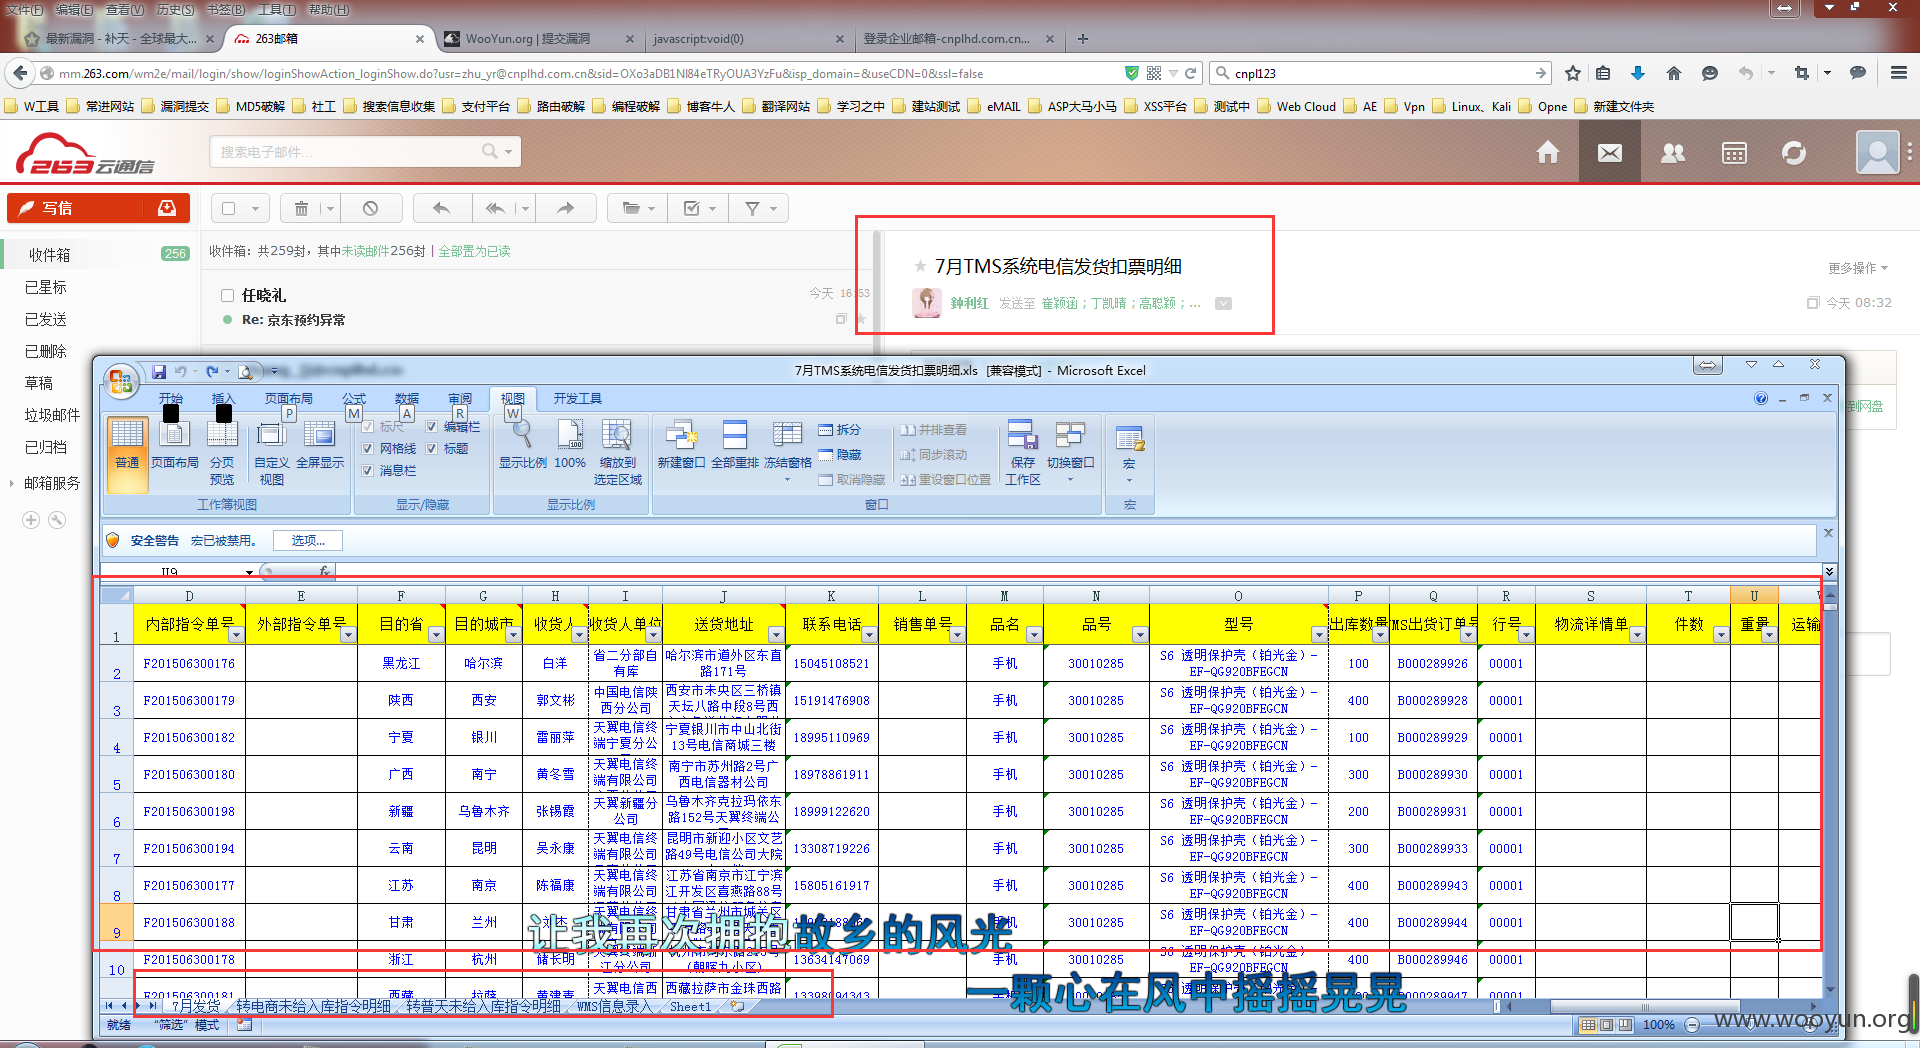 文件(F) 编辑(E) 查看(V) 历史(S) 书签(B) 工具(T) 帮助(H)
最新漏洞 - 补天 - 全球最大... 263邮箱 WooYun.org | 提交漏洞 javascript:void(0) 登录企业邮箱-cnplhd.com.cn...
mm.263.com/wm2e/mail/login/show/loginShowAction_loginShow.do?usr=zhu_yr@cnplhd.com.cn&sid=OXo3aDB1Nl84eTRyOUA3YzFu&isp_domain=&useCDN=0&ssl=false cnpl123
W工具 常进网站 漏洞提交 MD5破解 社工 搜索信息收集 支付平台 路由破解 编程破解 博客牛人 翻译网站 学习之中 建站测试 eMAIL ASP大马小马 XSS平台 测试中 Web Cloud AE Vpn Linux、Kali Opne 新建文件夹
263云通信 搜索电子邮件...
写信
收件箱 256
已星标
已发送
已删除
草稿
垃圾邮件
已归档
邮箱服务
收件箱：共259封，其中未读邮件256封 | 全部置为已读
任晓礼 今天 16:53
Re: 京东预约异常
7月TMS系统电信发货扣票明细
更多操作
鍾利红 发送至 崔颖涵；丁凯晴；高聪颖；...
今天 08:32
到网盘
7月TMS系统电信发货扣票明细.xls [兼容模式] - Microsoft Excel
开始 插入 页面布局 公式 数据 审阅 视图 开发工具
P M A R W
普通 页面布局 分页预览 自定义视图 全屏显示
工作簿视图
标尺 编辑栏
网格线 标题
消息栏
显示/隐藏
显示比例 100% 缩放到选定区域
显示比例
新建窗口 全部重排 冻结窗格
拆分 并排查看
隐藏 同步滚动
取消隐藏 重设窗口位置
保存工作区 切换窗口
窗口
宏
宏
安全警告 宏已被禁用。 选项...
U9 fx
D E F G H I J K L M N O P Q R S T U
1 内部指令单号 外部指令单号 目的省 目的城市 收货人 收货人单位 送货地址 联系电话 销售单号 品名 品号 型号 出库数量 MS出货订单号 行号 物流详情单 件数 重量 运输
2 F201506300176 黑龙江 哈尔滨 白洋 省二分部自有库 哈尔滨市道外区东直路171号 15045108521 手机 30010285 S6 透明保护壳（铂光金）-EF-QG920BFEGCN 100 B000289926 00001
3 F201506300179 陕西 西安 郭文彬 中国电信陕西分公司 西安市未央区三桥镇天坛八路中段8号西 15191476908 手机 30010285 S6 透明保护壳（铂光金）-EF-QG920BFEGCN 400 B000289928 00001
4 F201506300182 宁夏 银川 雷丽萍 天翼电信终端宁夏分公 宁夏银川市中山北街13号电信商城三楼 18995110969 手机 30010285 S6 透明保护壳（铂光金）-EF-QG920BFEGCN 100 B000289929 00001
5 F201506300180 广西 南宁 黄冬雪 天翼电信终端有限公司 南宁市苏州路2号广西电信器材公司 18978861911 手机 30010285 S6 透明保护壳（铂光金）-EF-QG920BFEGCN 300 B000289930 00001
6 F201506300198 新疆 乌鲁木齐 张锡霞 天翼新疆分公司 乌鲁木齐克拉玛依东路152号天翼终端公 18999122620 手机 30010285 S6 透明保护壳（铂光金）-EF-QG920BFEGCN 200 B000289931 00001
7 F201506300194 云南 昆明 吴永康 天翼电信终端有限公司 昆明市新迎小区文艺路49号电信公司大院 13308719226 手机 30010285 S6 透明保护壳（铂光金）-EF-QG920BFEGCN 300 B000289933 00001
8 F201506300177 江苏 南京 陈福康 天翼电信终端有限公司 江苏省南京市江宁滨江开发区喜燕路88号 15805161917 手机 30010285 S6 透明保护壳（铂光金）-EF-QG920BFEGCN 400 B000289943 00001
9 F201506300188 甘肃 兰州 天翼电信终 甘肃省兰州市城关区 30010285 S6 透明保护壳（铂光金）-EF-QG920BFEGCN 400 B000289944 00001
让我再次拥抱故乡的风光
10 F201506300178 浙江 杭州 储长明 江分公司 （朝晖九小区） 13634147069 手机 30010285 EF-QG920BFEGCN 400 B000289946 00001
F201506300181 西藏 拉萨 黄建青 天翼电信西 西藏拉萨市金珠西路
一颗心在风中摇摇晃晃
7月发货 转电商未给入库指令明细 转普天未给入库指令明细 WMS信息录入 Sheet1
就绪 “筛选”模式 100%
www.wooyun.org